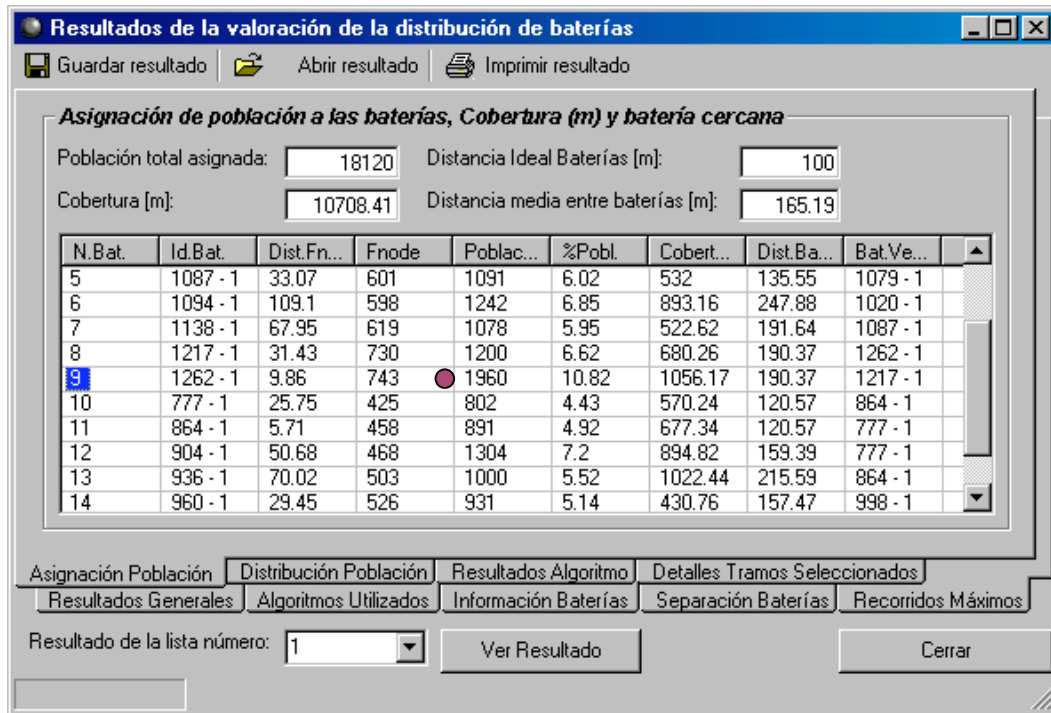 Resultados de la valoración de la distribución de baterías
Guardar resultado Abrir resultado Imprimir resultado
Asignación de población a las baterías, Cobertura (m) y batería cercana
Población total asignada: 18120 Distancia Ideal Baterías [m]: 100
Cobertura [m]: 10708.41 Distancia media entre baterías [m]: 165.19
N.Bat. Id.Bat. Dist.Fn... Fnode Poblac... %Pobl. Cobert... Dist.Ba... Bat.Ve...
5 1087 - 1 33.07 601 1091 6.02 532 135.55 1079 - 1
6 1094 - 1 109.1 598 1242 6.85 893.16 247.88 1020 - 1
7 1138 - 1 67.95 619 1078 5.95 522.62 191.64 1087 - 1
8 1217 - 1 31.43 730 1200 6.62 680.26 190.37 1262 - 1
9 1262 - 1 9.86 743 1960 10.82 1056.17 190.37 1217 - 1
10 777 - 1 25.75 425 802 4.43 570.24 120.57 864 - 1
11 864 - 1 5.71 458 891 4.92 677.34 120.57 777 - 1
12 904 - 1 50.68 468 1304 7.2 894.82 159.39 777 - 1
13 936 - 1 70.02 503 1000 5.52 1022.44 215.59 864 - 1
14 960 - 1 29.45 526 931 5.14 430.76 157.47 998 - 1
Asignación Población Distribución Población Resultados Algoritmo Detalles Tramos Seleccionados
Resultados Generales Algoritmos Utilizados Información Baterías Separación Baterías Recorridos Máximos
Resultado de la lista número: 1 Ver Resultado Cerrar